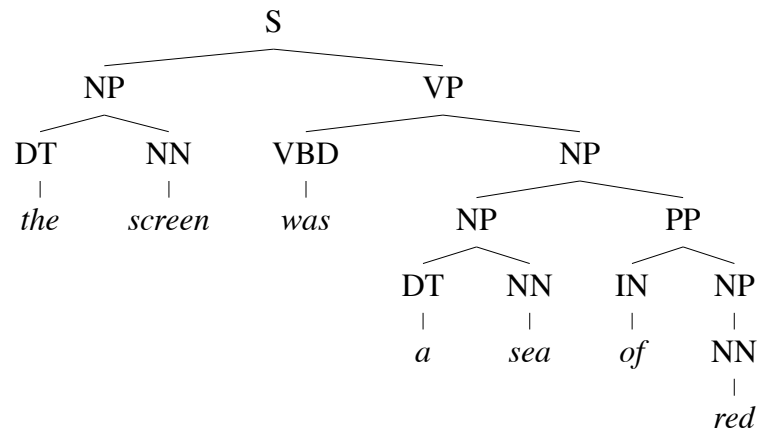 S
NP VP
DT NN VBD NP
the screen was NP PP
DT NN IN NP
a sea of NN
red